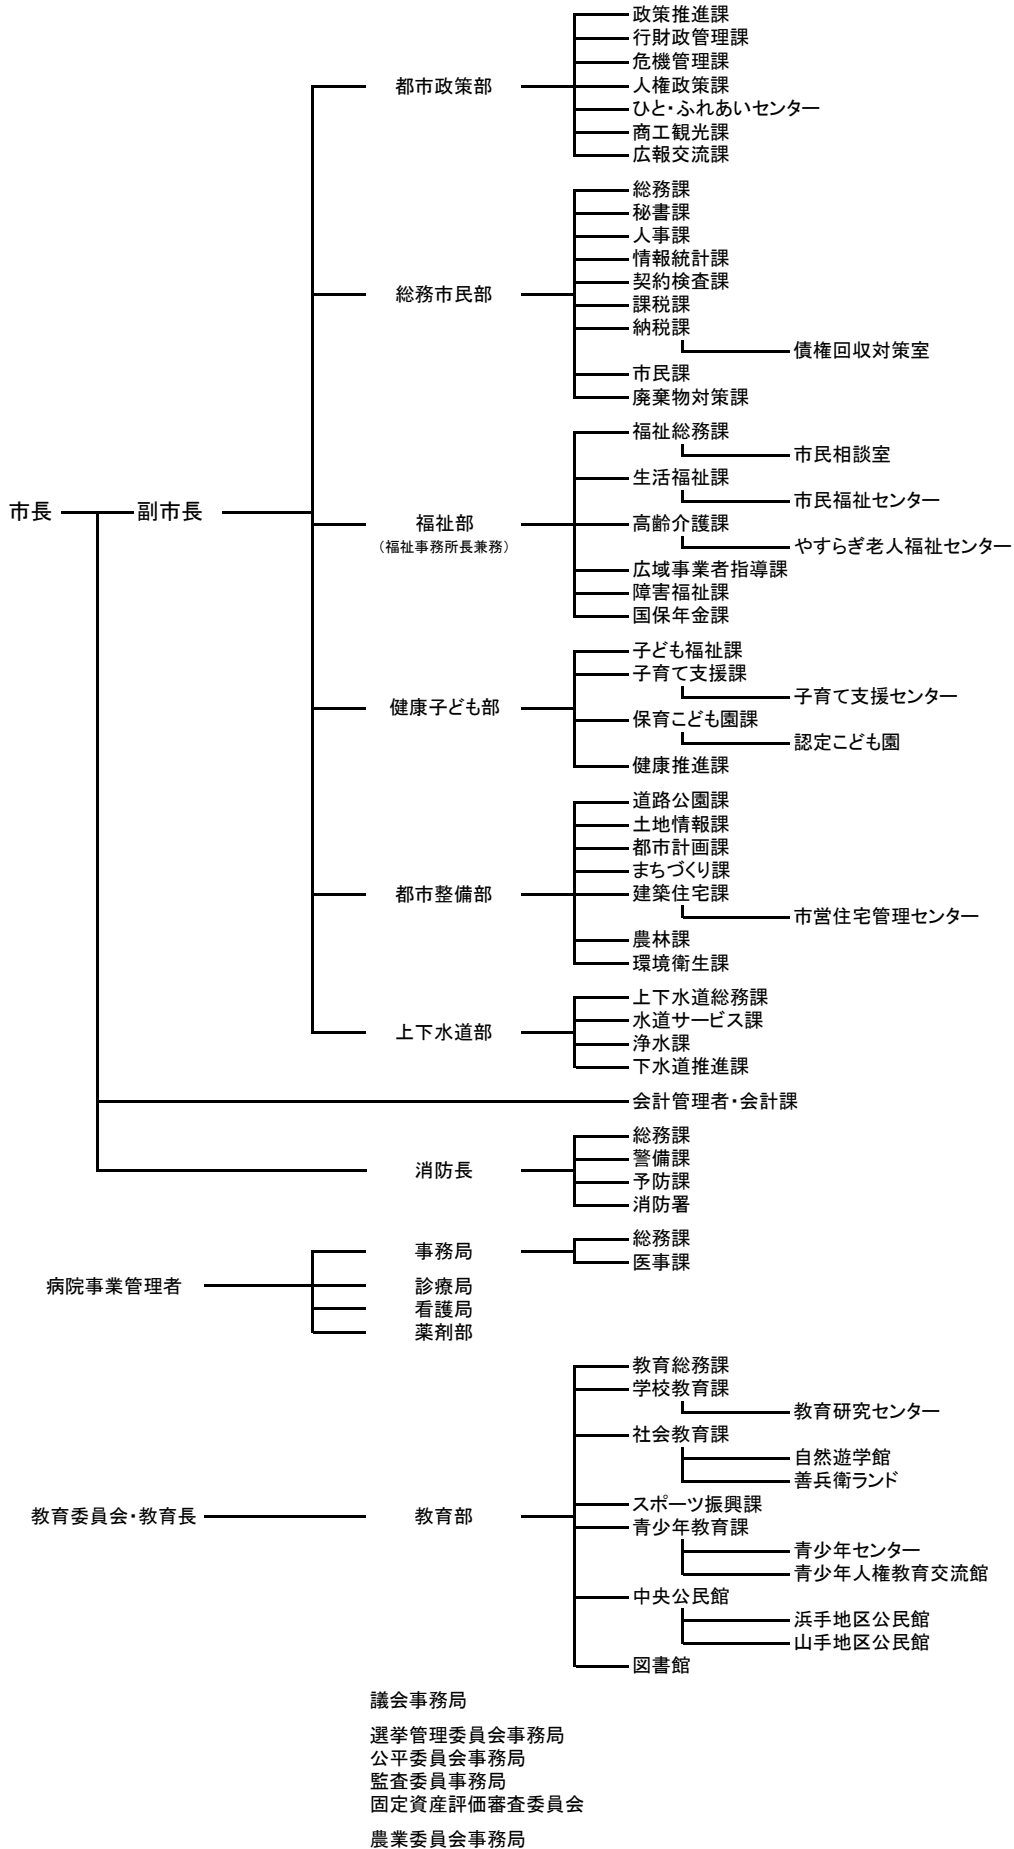 政策推進課
行財政管理課
危機管理課
都市政策部
人権政策課
ひと・ふれあいセンター
商工観光課
広報交流課
総務課
秘書課
人事課
情報統計課
契約検査課
総務市民部
課税課
納税課
債権回収対策室
市民課
廃棄物対策課
福祉総務課
市民相談室
生活福祉課
市民福祉センター
市長
副市長
福祉部
(福祉事務所長兼務)
高齢介護課
やすらぎ老人福祉センター
広域事業者指導課
障害福祉課
国保年金課
子ども福祉課
子育て支援課
子育て支援センター
健康子ども部
保育こども園課
認定こども園
健康推進課
道路公園課
土地情報課
都市計画課
まちづくり課
都市整備部
建築住宅課
市営住宅管理センター
農林課
環境衛生課
上下水道総務課
水道サービス課
上下水道部
浄水課
下水道推進課
会計管理者・会計課
総務課
警備課
消防長
予防課
消防署
総務課
事務局
医事課
病院事業管理者
診療局
看護局
薬剤部
教育総務課
学校教育課
教育研究センター
社会教育課
自然遊学館
善兵衛ランド
スポーツ振興課
教育委員会・教育長
教育部
青少年教育課
青少年センター
青少年人権教育交流館
中央公民館
浜手地区公民館
山手地区公民館
図書館
議会事務局
選挙管理委員会事務局
公平委員会事務局
監査委員事務局
固定資産評価審査委員会
農業委員会事務局